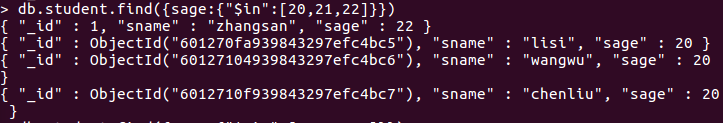 > db.student.find({sage:{"$in":[20,21,22]}})
{ "_id" : 1, "sname" : "zhangsan", "sage" : 22 }
{ "_id" : ObjectId("601270fa939843297efc4bc5"), "sname" : "lisi", "sage" : 20 }
{ "_id" : ObjectId("60127104939843297efc4bc6"), "sname" : "wangwu", "sage" : 20
}
{ "_id" : ObjectId("6012710f939843297efc4bc7"), "sname" : "chenliu", "sage" : 20
}